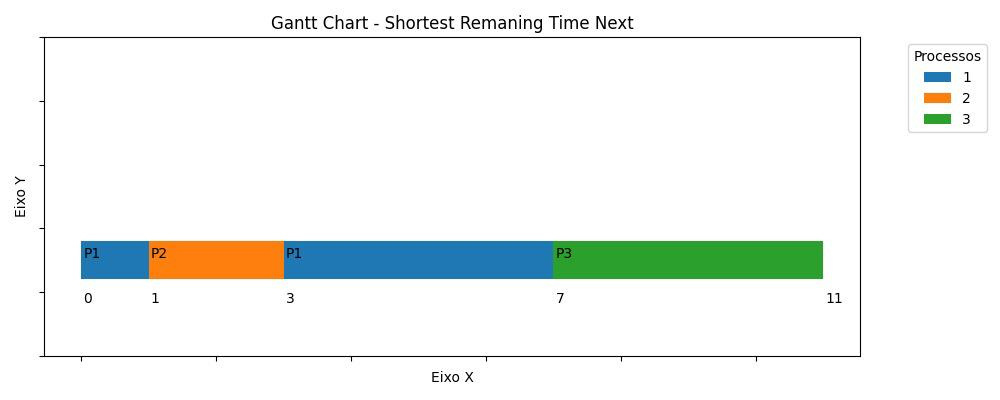 Gantt Chart - Shortest Remaning Time Next
Processos
1
2
3
Eixo Y
P1 P2 P1 P3
0 1 3 7 11
Eixo X